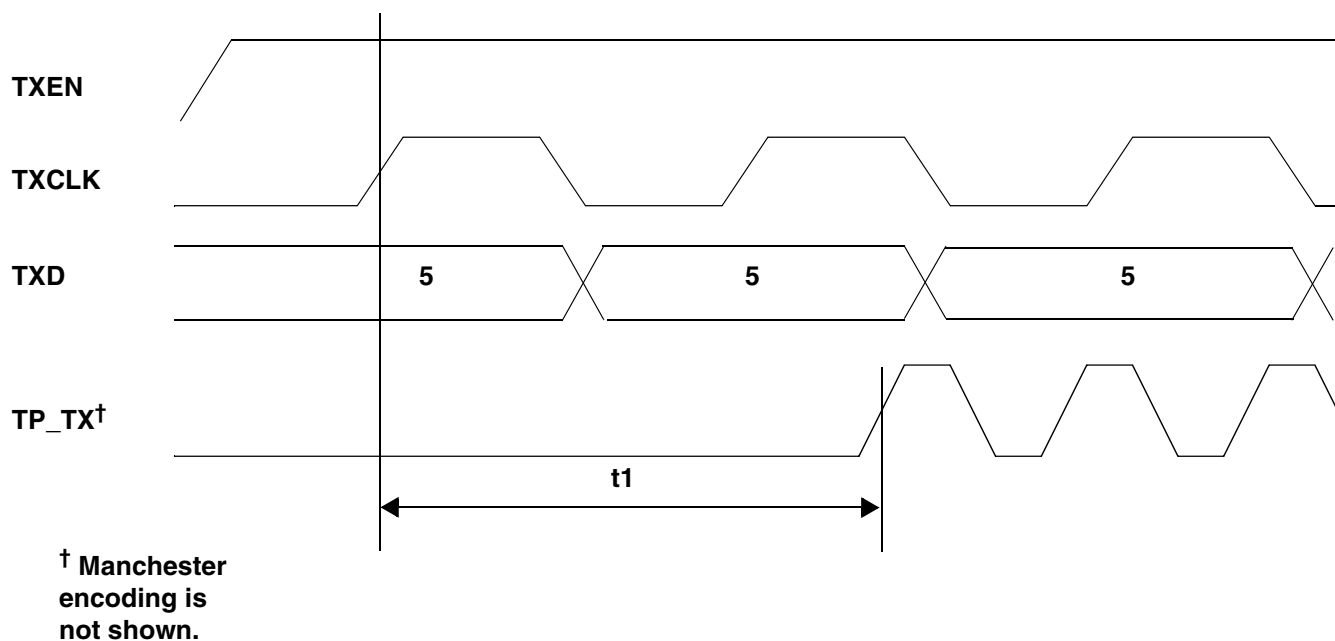 TXEN
TXCLK
TXD
5
5
5
TP_TX†
t1
† Manchester
encoding is
not shown.